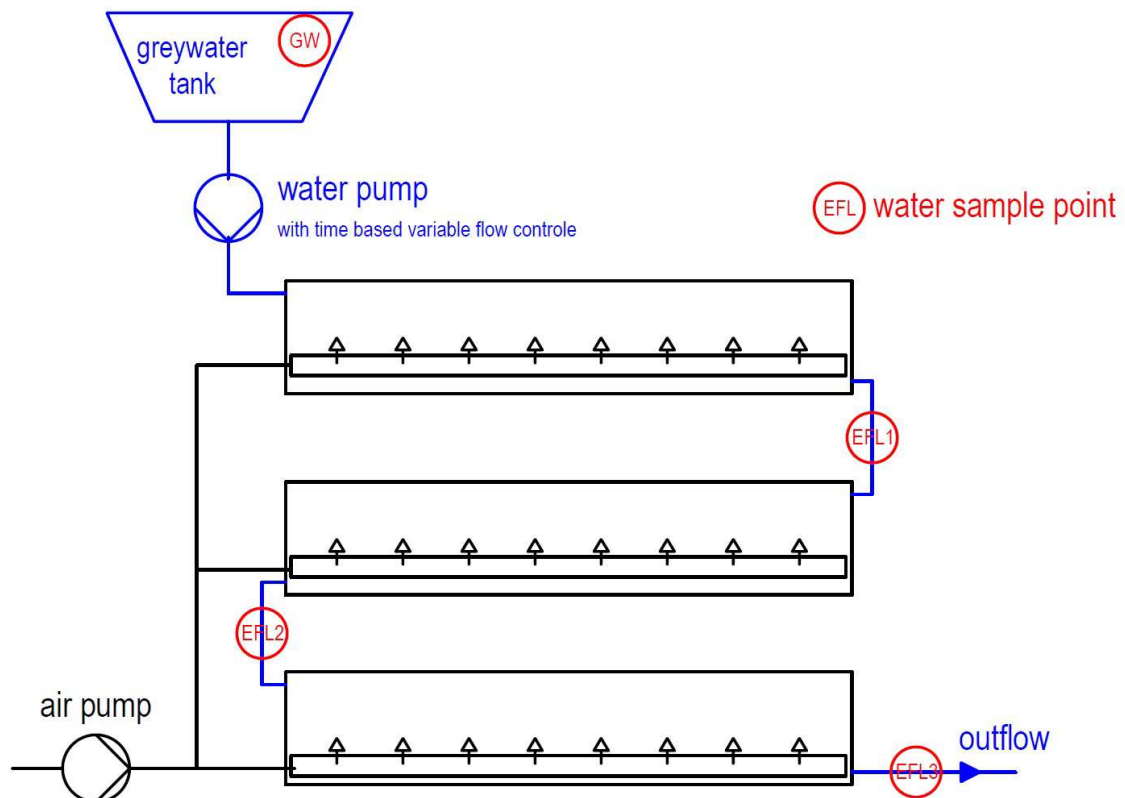 greywater
tank
GW
water pump
with time based variable flow controle
EFL water sample point
EFL1
EFL2
air pump
outflow
EFL3